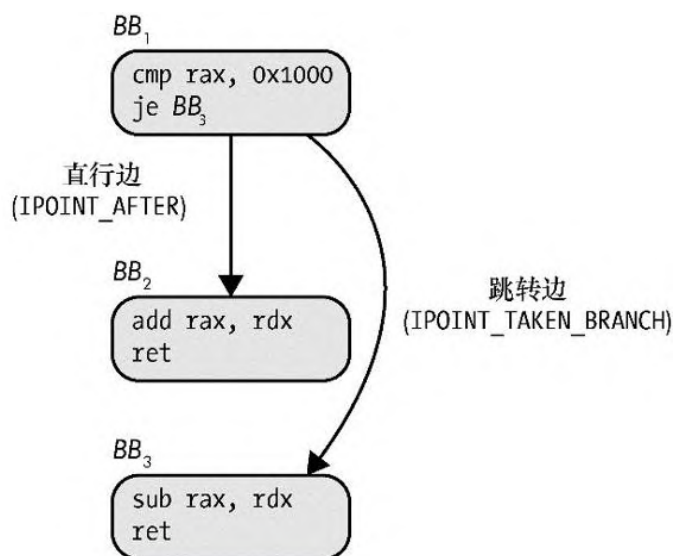 BB₁
cmp rax, 0x1000
je BB₃
直行边
(IPOINT_AFTER)
BB₂
add rax, rdx
ret
跳转边
(IPOINT_TAKEN_BRANCH)
BB₃
sub rax, rdx
ret